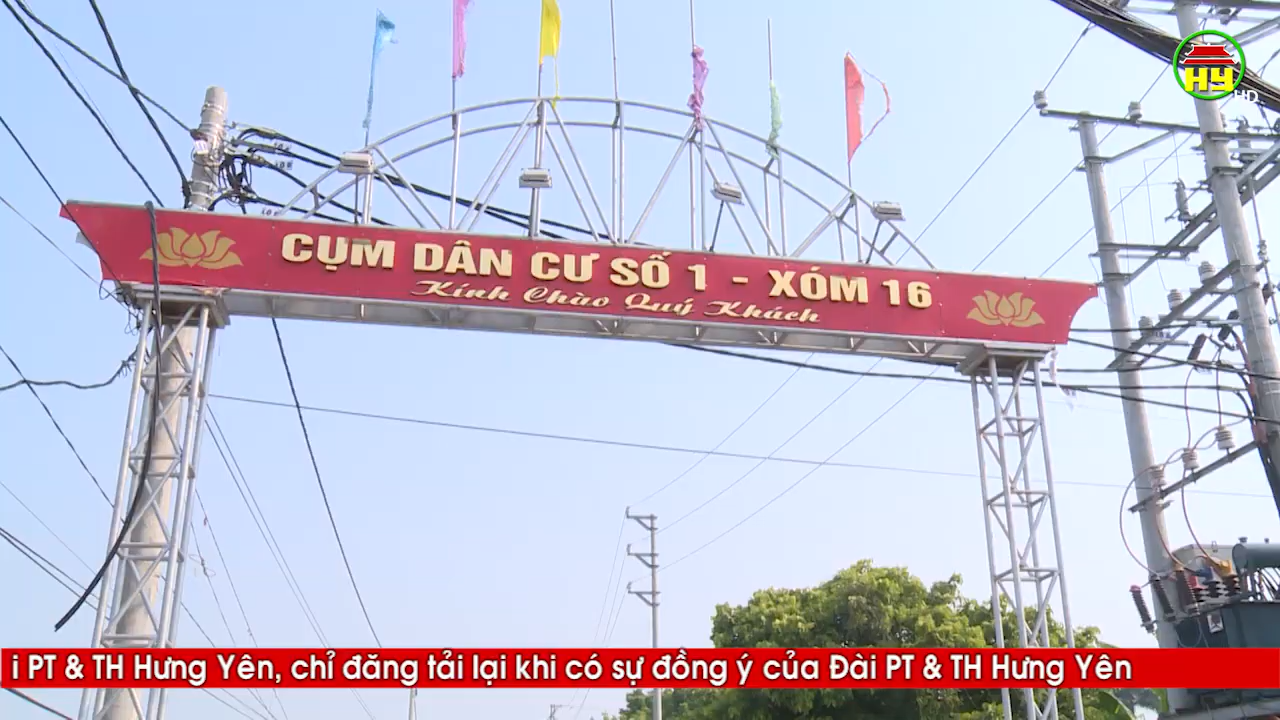 HY
HD
CỤM DÂN CƯ SỐ 1 - XÓM 16
Kính Chào Quý Khách
i PT & TH Hưng Yên, chỉ đăng tải lại khi có sự đồng ý của Đài PT & TH Hưng Yên